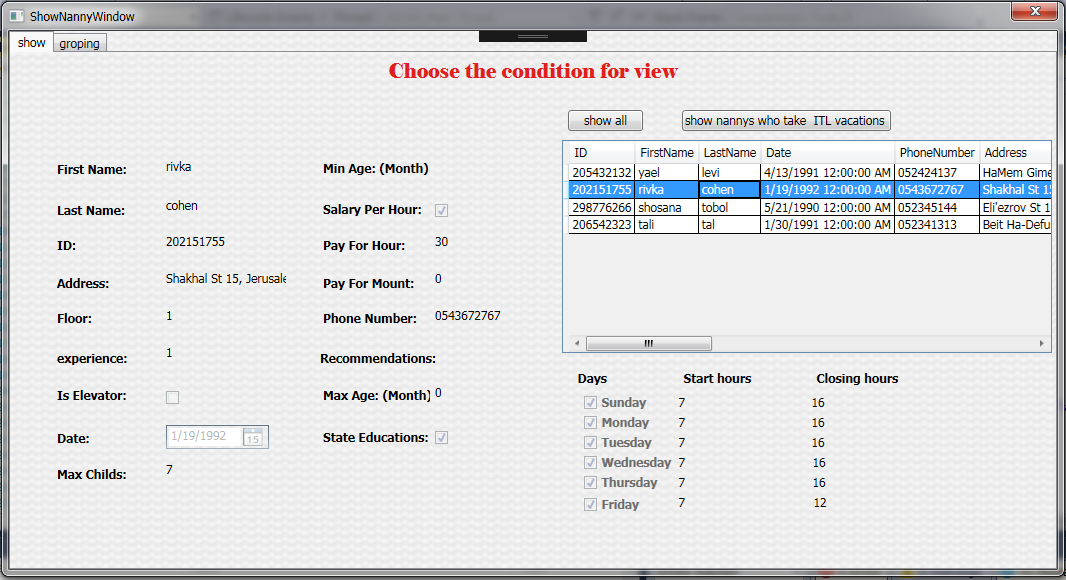 ShowNannyWindow
show groping
Choose the condition for view
show all show nannys who take ITL vacations
ID FirstName LastName Date PhoneNumber Address
205432132 yael levi 4/13/1991 12:00:00 AM 052424137 HaMem Gime
202151755 rivka cohen 1/19/1992 12:00:00 AM 0543672767 Shakhal St 15
298776266 shosana tobol 5/21/1990 12:00:00 AM 052345144 Eli'ezrov St 1
206542323 tali tal 1/30/1991 12:00:00 AM 052341313 Beit Ha-Defu
First Name: rivka Min Age: (Month)
Last Name: cohen Salary Per Hour:
ID: 202151755 Pay For Hour: 30
Address: Shakhal St 15, Jerusale Pay For Mount: 0
Floor: 1 Phone Number: 0543672767
experience: 1 Recommendations:
Is Elevator: Max Age: (Month) 0
Date: 1/19/1992 15 State Educations:
Max Childs: 7
Days Start hours Closing hours
Sunday 7 16
Monday 7 16
Tuesday 7 16
Wednesday 7 16
Thursday 7 16
Friday 7 12